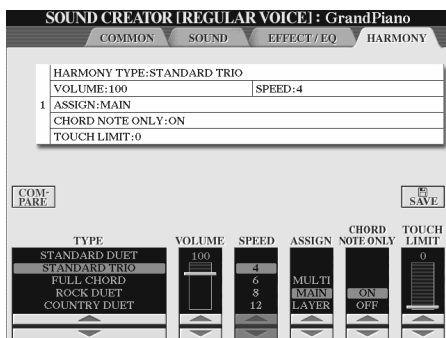 SOUND CREATOR [REGULAR VOICE] : GrandPiano
COMMON SOUND EFFECT / EQ HARMONY
HARMONY TYPE:STANDARD TRIO
VOLUME:100 SPEED:4
1 ASSIGN:MAIN
CHORD NOTE ONLY:ON
TOUCH LIMIT:0
COM-
PARE
SAVE
TYPE VOLUME SPEED ASSIGN CHORD NOTE ONLY TOUCH LIMIT
STANDARD DUET 100 0
STANDARD TRIO 4
FULL CHORD 6 MULTI
ROCK DUET 8 MAIN ON
COUNTRY DUET 12 LAYER OFF